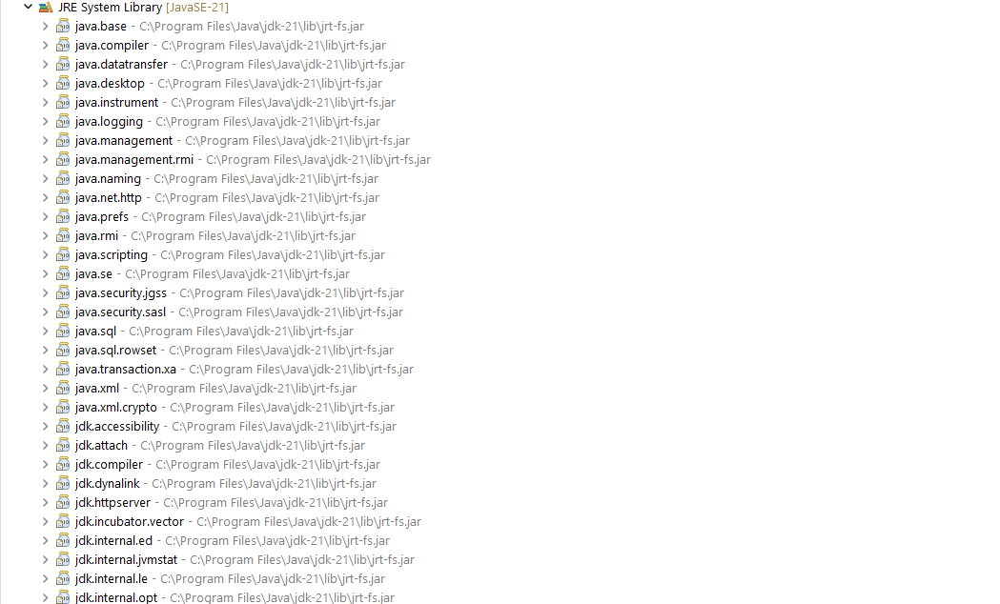 JRE System Library [JavaSE-21]
java.base - C:\Program Files\Java\jdk-21\lib\jrt-fs.jar
java.compiler - C:\Program Files\Java\jdk-21\lib\jrt-fs.jar
java.datatransfer - C:\Program Files\Java\jdk-21\lib\jrt-fs.jar
java.desktop - C:\Program Files\Java\jdk-21\lib\jrt-fs.jar
java.instrument - C:\Program Files\Java\jdk-21\lib\jrt-fs.jar
java.logging - C:\Program Files\Java\jdk-21\lib\jrt-fs.jar
java.management - C:\Program Files\Java\jdk-21\lib\jrt-fs.jar
java.management.rmi - C:\Program Files\Java\jdk-21\lib\jrt-fs.jar
java.naming - C:\Program Files\Java\jdk-21\lib\jrt-fs.jar
java.net.http - C:\Program Files\Java\jdk-21\lib\jrt-fs.jar
java.prefs - C:\Program Files\Java\jdk-21\lib\jrt-fs.jar
java.rmi - C:\Program Files\Java\jdk-21\lib\jrt-fs.jar
java.scripting - C:\Program Files\Java\jdk-21\lib\jrt-fs.jar
java.se - C:\Program Files\Java\jdk-21\lib\jrt-fs.jar
java.security.jgss - C:\Program Files\Java\jdk-21\lib\jrt-fs.jar
java.security.sasl - C:\Program Files\Java\jdk-21\lib\jrt-fs.jar
java.sql - C:\Program Files\Java\jdk-21\lib\jrt-fs.jar
java.sql.rowset - C:\Program Files\Java\jdk-21\lib\jrt-fs.jar
java.transaction.xa - C:\Program Files\Java\jdk-21\lib\jrt-fs.jar
java.xml - C:\Program Files\Java\jdk-21\lib\jrt-fs.jar
java.xml.crypto - C:\Program Files\Java\jdk-21\lib\jrt-fs.jar
jdk.accessibility - C:\Program Files\Java\jdk-21\lib\jrt-fs.jar
jdk.attach - C:\Program Files\Java\jdk-21\lib\jrt-fs.jar
jdk.compiler - C:\Program Files\Java\jdk-21\lib\jrt-fs.jar
jdk.dynalink - C:\Program Files\Java\jdk-21\lib\jrt-fs.jar
jdk.httpserver - C:\Program Files\Java\jdk-21\lib\jrt-fs.jar
jdk.incubator.vector - C:\Program Files\Java\jdk-21\lib\jrt-fs.jar
jdk.internal.ed - C:\Program Files\Java\jdk-21\lib\jrt-fs.jar
jdk.internal.jvmstat - C:\Program Files\Java\jdk-21\lib\jrt-fs.jar
jdk.internal.le - C:\Program Files\Java\jdk-21\lib\jrt-fs.jar
jdk.internal.opt - C:\Program Files\Java\jdk-21\lib\jrt-fs.jar